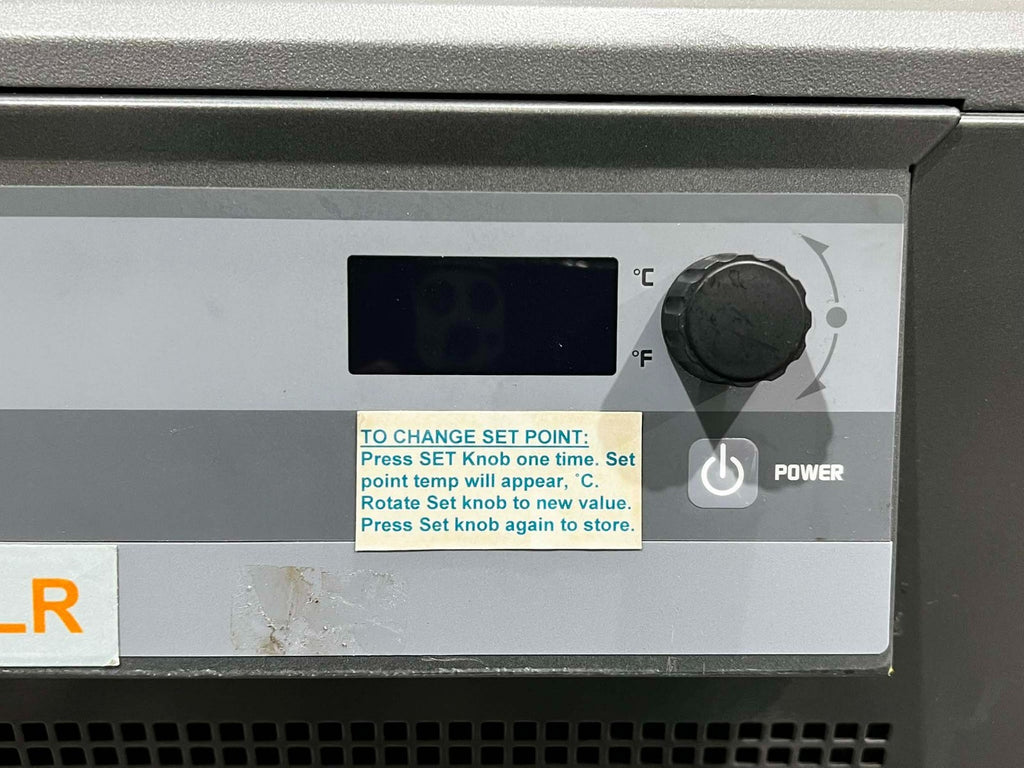 °C
°F
TO CHANGE SET POINT:
Press SET Knob one time. Set
point temp will appear, °C.
Rotate Set knob to new value.
Press Set knob again to store.
POWER
LR